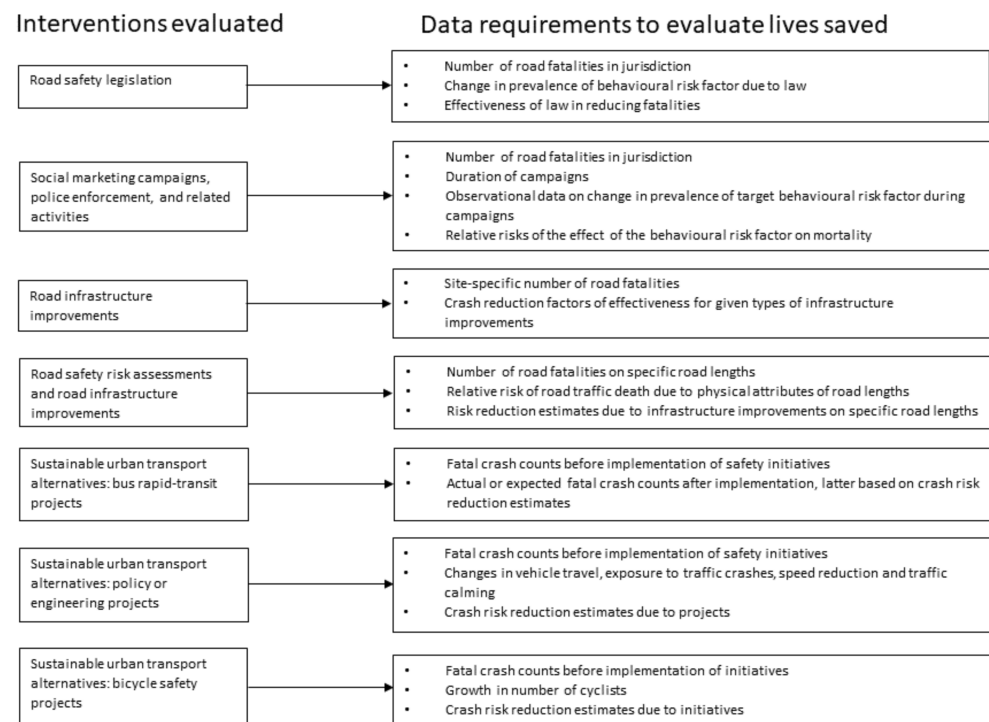 Interventions evaluated
Data requirements to evaluate lives saved
Road safety legislation
• Number of road fatalities in jurisdiction
• Change in prevalence of behavioural risk factor due to law
• Effectiveness of law in reducing fatalities
Social marketing campaigns,
police enforcement, and related
activities
• Number of road fatalities in jurisdiction
• Duration of campaigns
• Observational data on change in prevalence of target behavioural risk factor during
campaigns
• Relative risks of the effect of the behavioural risk factor on mortality
Road infrastructure
improvements
• Site-specific number of road fatalities
• Crash reduction factors of effectiveness for given types of infrastructure
improvements
Road safety risk assessments
and road infrastructure
improvements
• Number of road fatalities on specific road lengths
• Relative risk of road traffic death due to physical attributes of road lengths
• Risk reduction estimates due to infrastructure improvements on specific road lengths
Sustainable urban transport
alternatives: bus rapid-transit
projects
• Fatal crash counts before implementation of safety initiatives
• Actual or expected fatal crash counts after implementation, latter based on crash risk
reduction estimates
Sustainable urban transport
alternatives: policy or
engineering projects
• Fatal crash counts before implementation of safety initiatives
• Changes in vehicle travel, exposure to traffic crashes, speed reduction and traffic
calming
• Crash risk reduction estimates due to projects
Sustainable urban transport
alternatives: bicycle safety
projects
• Fatal crash counts before implementation of initiatives
• Growth in number of cyclists
• Crash risk reduction estimates due to initiatives